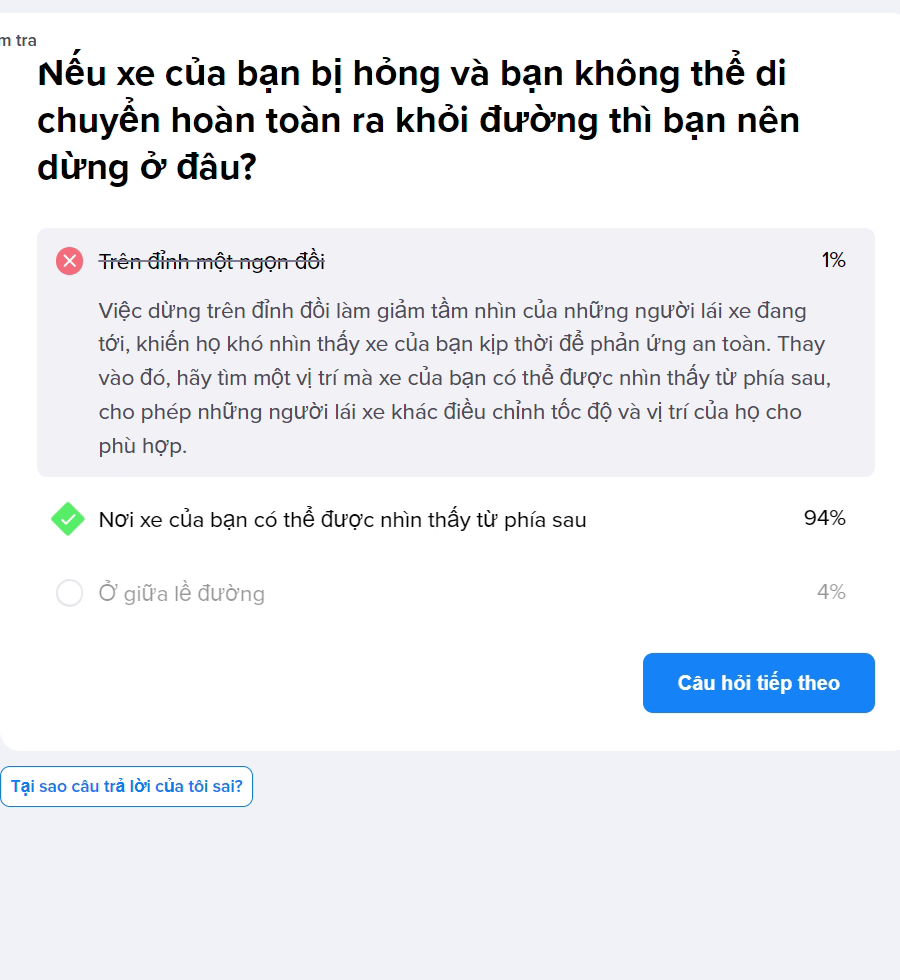 m tra
Nếu xe của bạn bị hỏng và bạn không thể di
chuyển hoàn toàn ra khỏi đường thì bạn nên
dừng ở đâu?
Trên đỉnh một ngọn đồi 1%
Việc dừng trên đỉnh đồi làm giảm tầm nhìn của những người lái xe đang
tới, khiến họ khó nhìn thấy xe của bạn kịp thời để phản ứng an toàn. Thay
vào đó, hãy tìm một vị trí mà xe của bạn có thể được nhìn thấy từ phía sau,
cho phép những người lái xe khác điều chỉnh tốc độ và vị trí của họ cho
phù hợp.
Nơi xe của bạn có thể được nhìn thấy từ phía sau 94%
Ở giữa lề đường 4%
Câu hỏi tiếp theo
Tại sao câu trả lời của tôi sai?